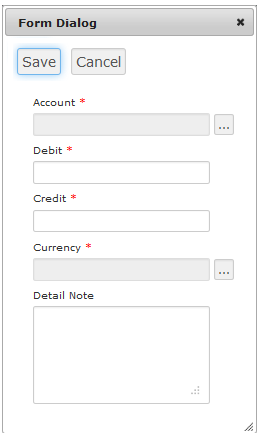 Form Dialog
Save Cancel
Account *
...
Debit *
Credit *
Currency *
...
Detail Note